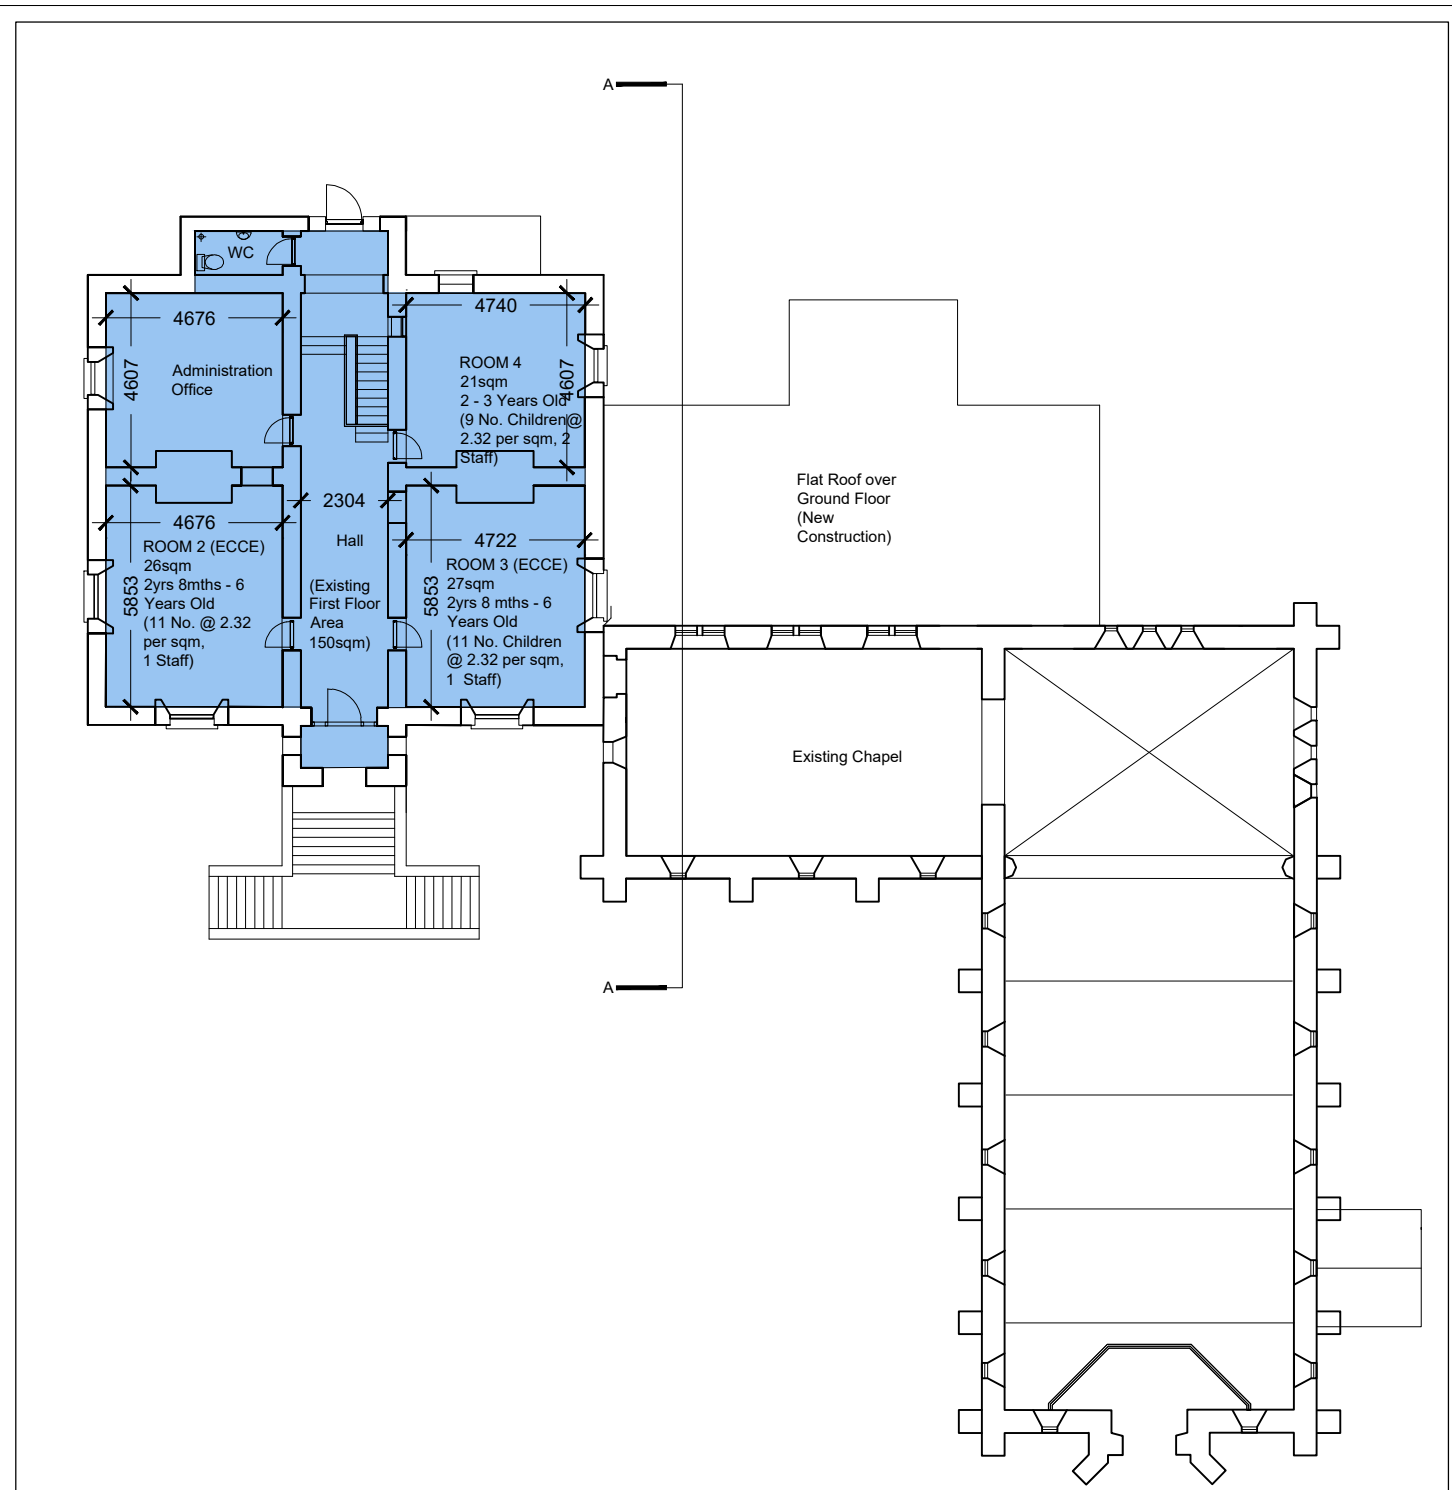 A
WC
4676
4607
Administration
Office
4740
4607
ROOM 4
21sqm
2 - 3 Years Old
(9 No. Children@
2.32 per sqm, 2
Staff)
4676
5853
ROOM 2 (ECCE)
26sqm
2yrs 8mths - 6
Years Old
(11 No. @ 2.32
per sqm,
1 Staff)
2304
Hall
(Existing
First Floor
Area
150sqm)
4722
5853
ROOM 3 (ECCE)
27sqm
2yrs 8 mths - 6
Years Old
(11 No. Children
@ 2.32 per sqm,
1 Staff)
Flat Roof over
Ground Floor
(New
Construction)
Existing Chapel
A